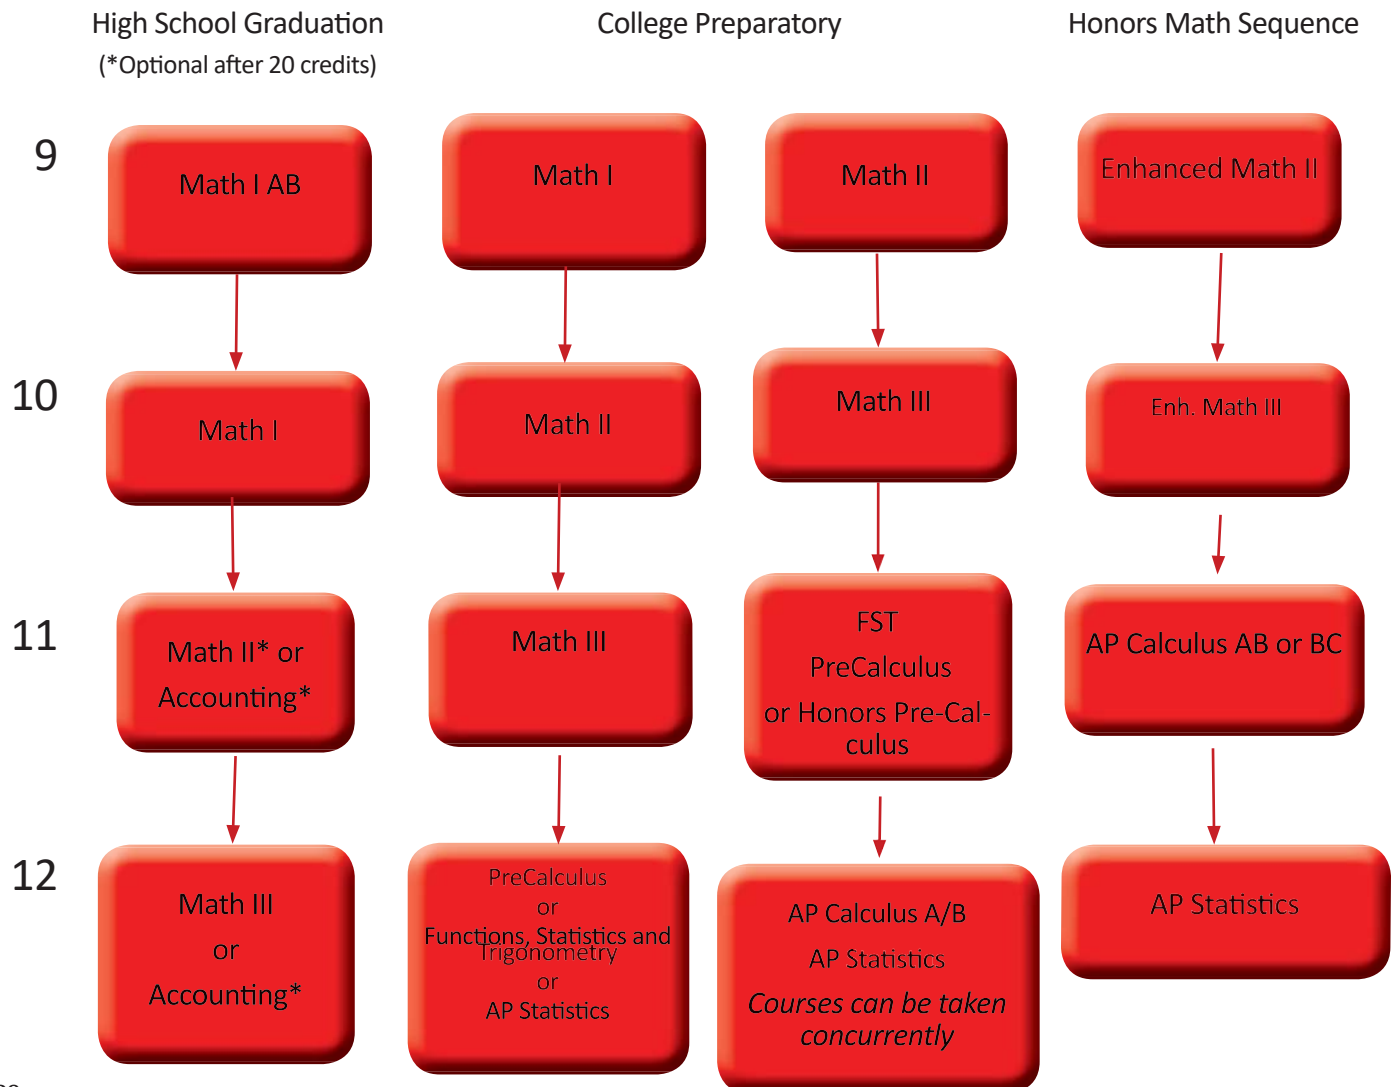 High School Graduation
(*Optional after 20 credits)
College Preparatory
Honors Math Sequence
9
Math I AB
Math I
Math II
Enhanced Math II
10
Math I
Math II
Math III
Enh. Math III
11
Math II* or
Accounting*
Math III
FST
PreCalculus
or Honors Pre-Cal-
culus
AP Calculus AB or BC
12
Math III
or
Accounting*
PreCalculus
or
Functions, Statistics and
Trigonometry
or
AP Statistics
AP Calculus A/B
AP Statistics
Courses can be taken
concurrently
AP Statistics